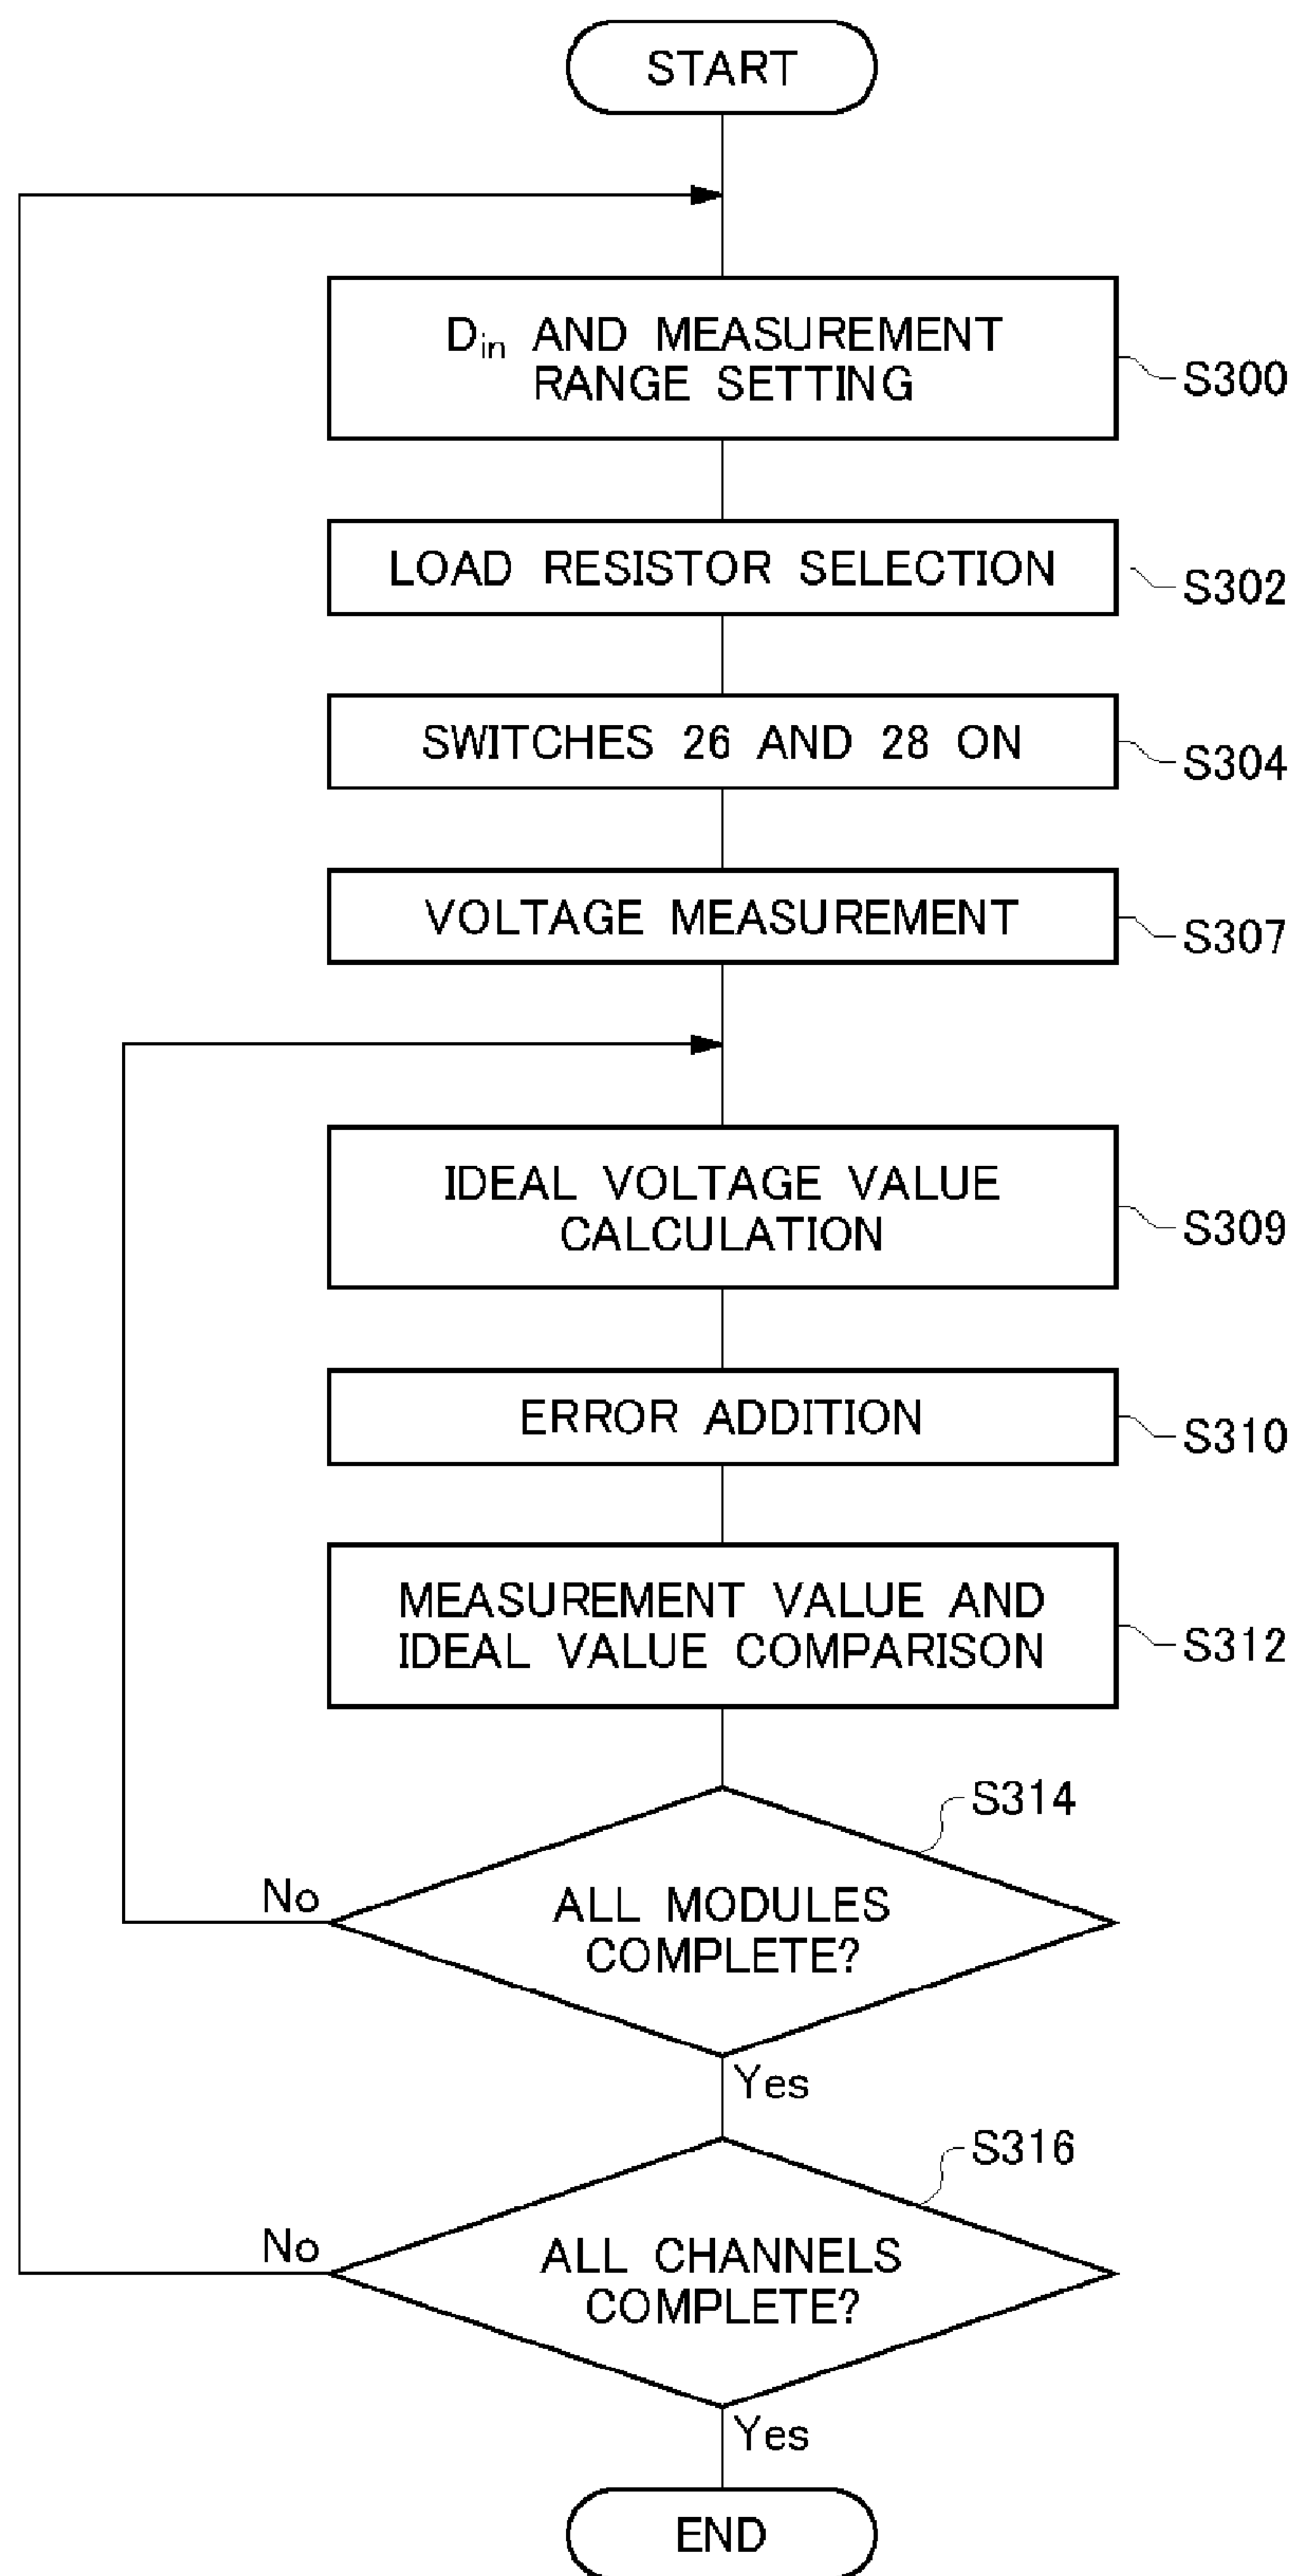 START
Din AND MEASUREMENT
RANGE SETTING
S300
LOAD RESISTOR SELECTION
S302
SWITCHES 26 AND 28 ON
S304
VOLTAGE MEASUREMENT
S307
IDEAL VOLTAGE VALUE
CALCULATION
S309
ERROR ADDITION
S310
MEASUREMENT VALUE AND
IDEAL VALUE COMPARISON
S312
S314
No
ALL MODULES
COMPLETE?
Yes
S316
No
ALL CHANNELS
COMPLETE?
Yes
END